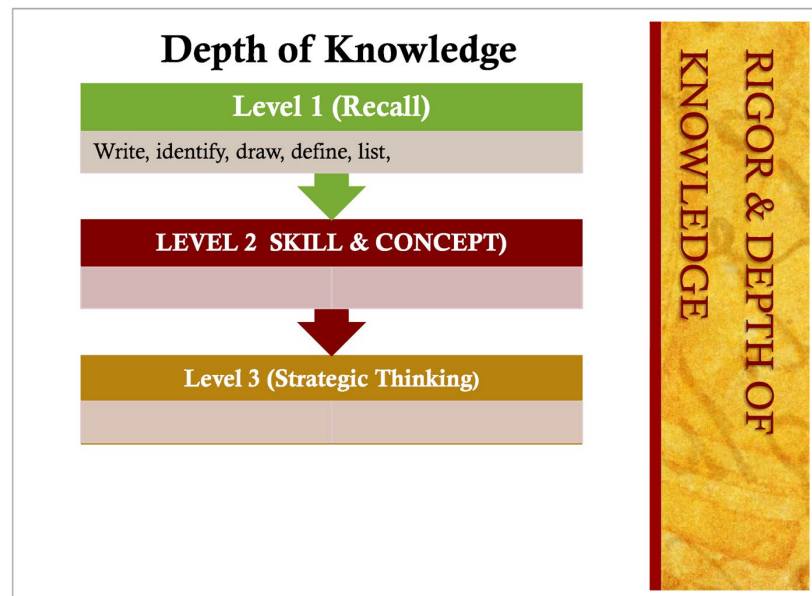 Depth of Knowledge
Level 1 (Recall)
Write, identify, draw, define, list,
LEVEL 2  SKILL & CONCEPT)
Level 3 (Strategic Thinking)
RIGOR & DEPTH OF
KNOWLEDGE